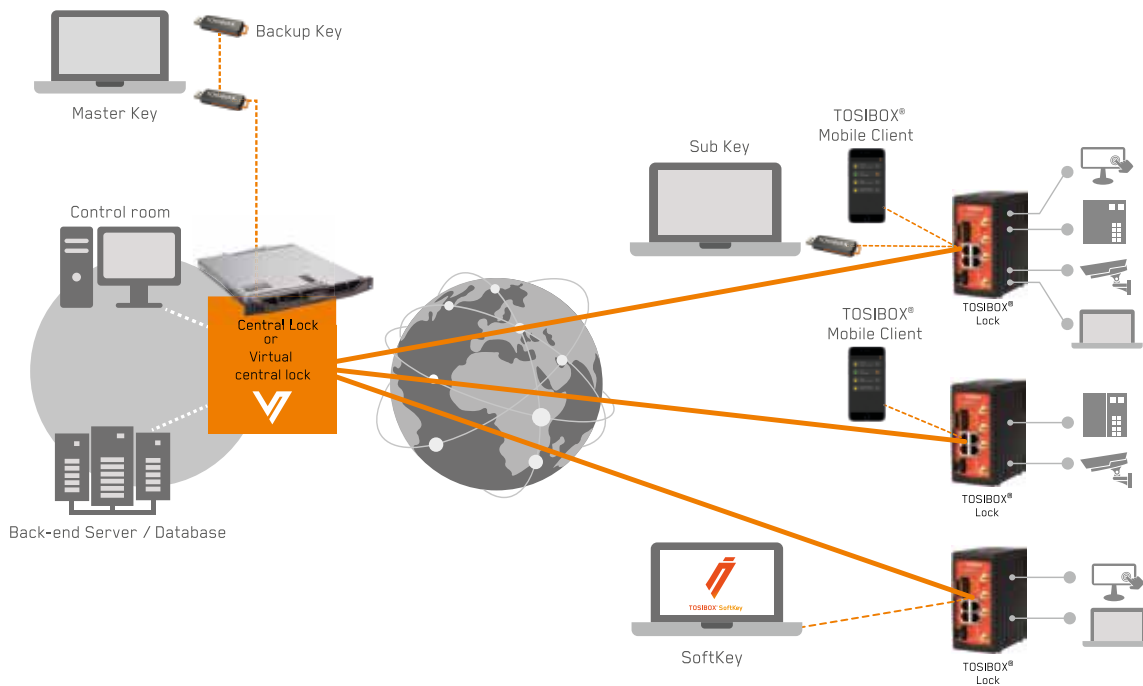 Backup Key
Master Key
TOSIBOX®
Mobile Client
Sub Key
Control room
TOSIBOX
TOSIBOX®
Lock
Central Lock
or
Virtual
central lock
TOSIBOX®
Mobile Client
TOSIBOX®
Lock
Back-end Server / Database
TOSIBOX® SoftKey
SoftKey
TOSIBOX®
Lock